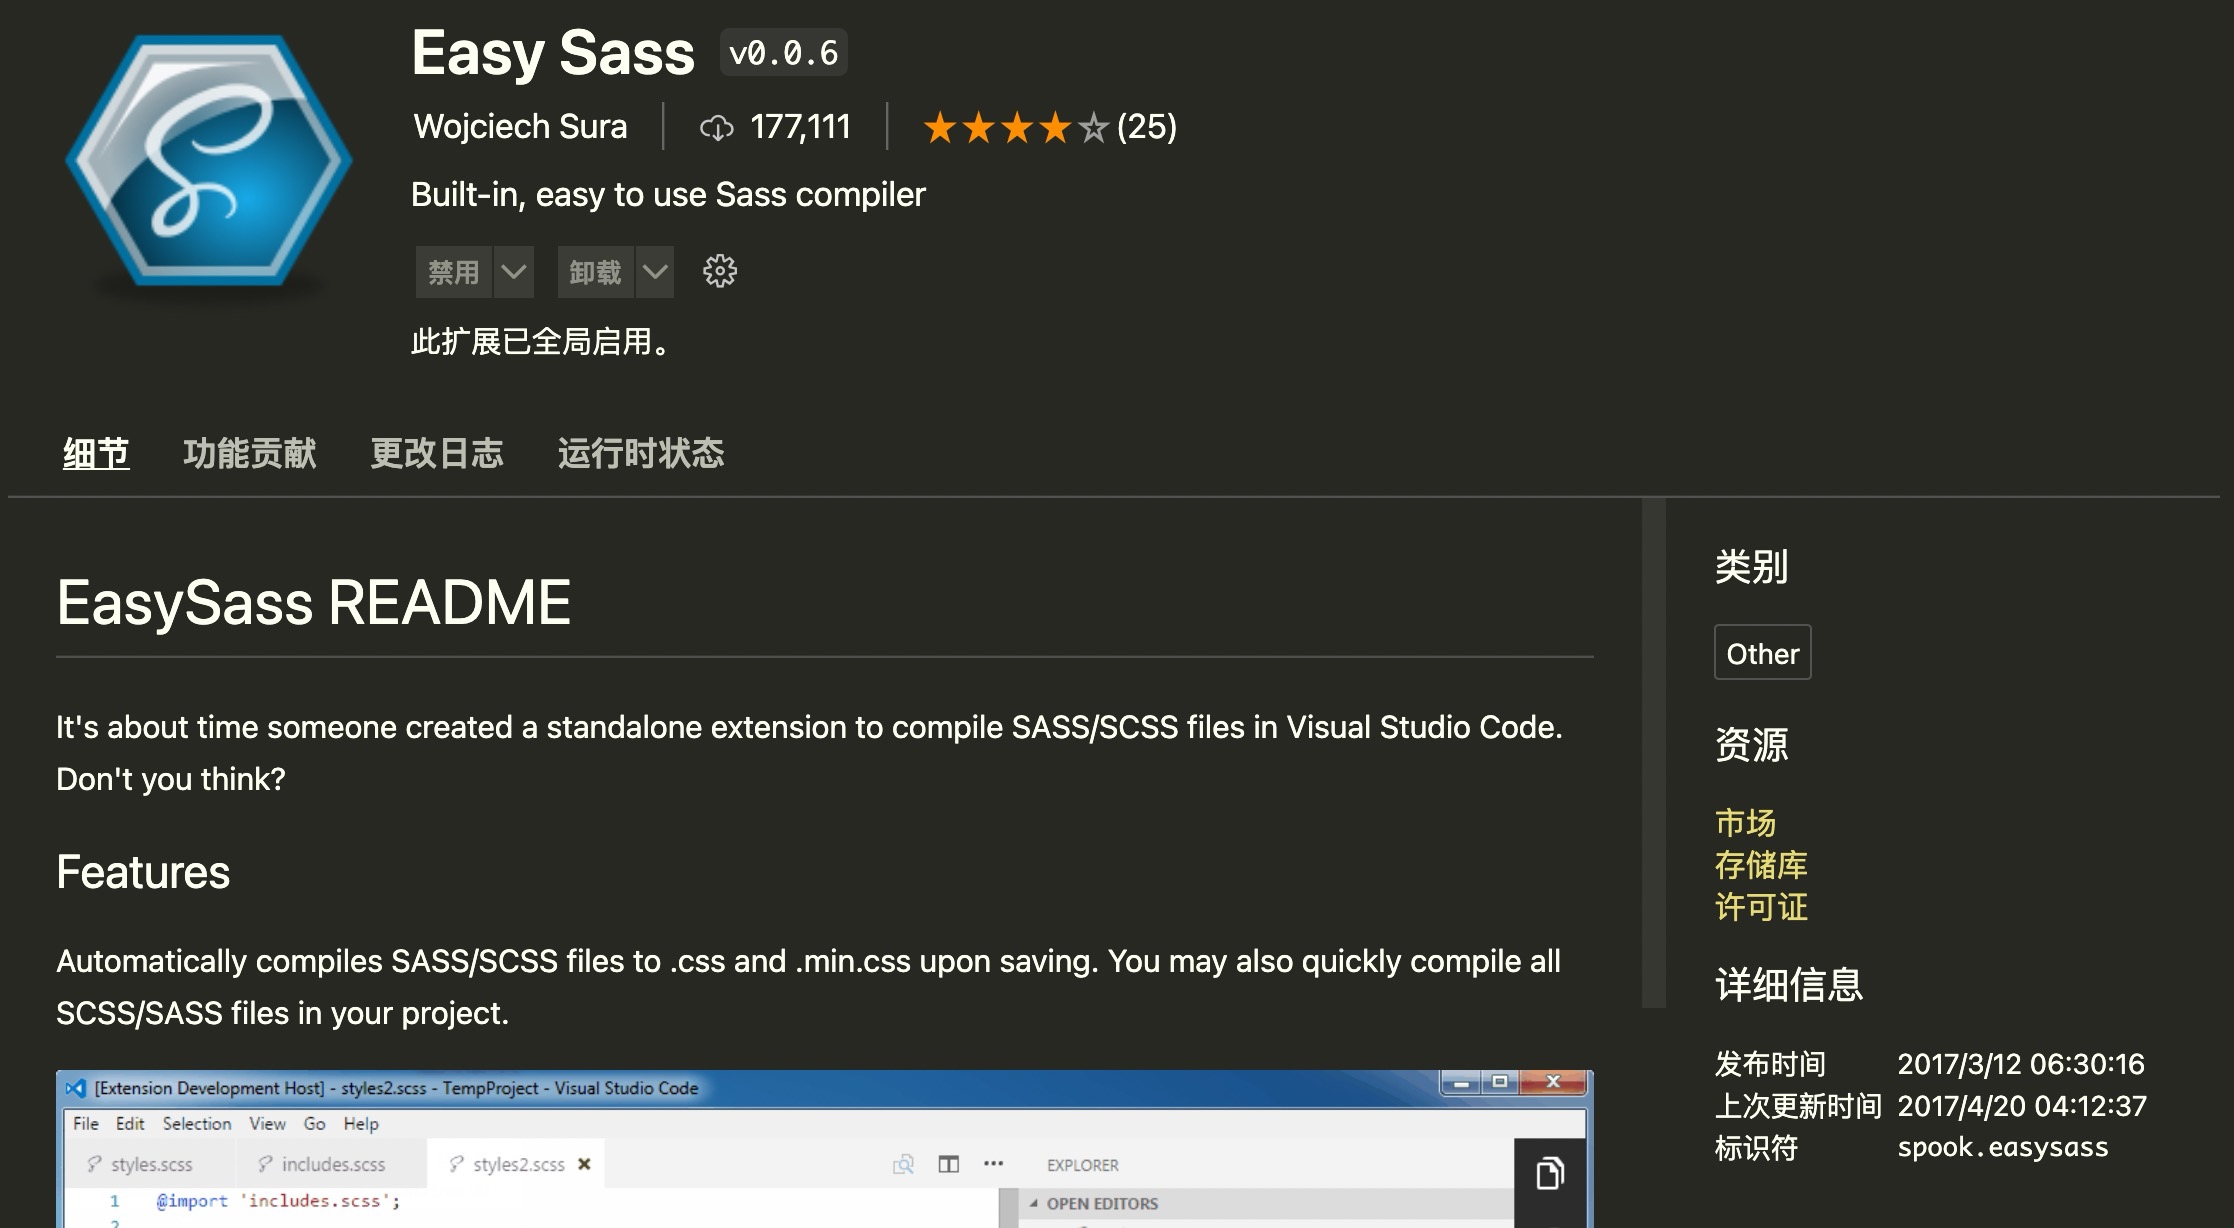 Easy Sass v0.0.6
Wojciech Sura 177,111 (25)
Built-in, easy to use Sass compiler
禁用 卸载
此扩展已全局启用。
细节 功能贡献 更改日志 运行时状态
EasySass README
It's about time someone created a standalone extension to compile SASS/SCSS files in Visual Studio Code.
Don't you think?
Features
Automatically compiles SASS/SCSS files to .css and .min.css upon saving. You may also quickly compile all
SCSS/SASS files in your project.
[Extension Development Host] - styles2.scss - TempProject - Visual Studio Code
File Edit Selection View Go Help
styles.scss includes.scss styles2.scss EXPLORER
1 @import 'includes.scss';
OPEN EDITORS
2
类别
Other
资源
市场
存储库
许可证
详细信息
发布时间 2017/3/12 06:30:16
上次更新时间 2017/4/20 04:12:37
标识符 spook.easysass